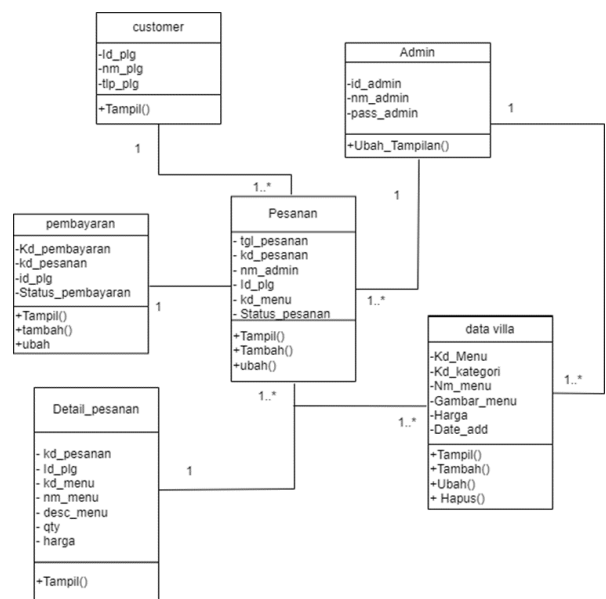 customer
-Id_plg
-nm_plg
-tlp_plg
+Tampil()
1
1..*
Admin
-id_admin
-nm_admin
-pass_admin
+Ubah_Tampilan()
1
1
1..*
1..*
pembayaran
-Kd_pembayaran
-kd_pesanan
-id_plg
-Status_pembayaran
+Tampil()
+tambah()
+ubah
1
Pesanan
- tgl_pesanan
- kd_pesanan
- nm_admin
- Id_plg
- kd_menu
- Status_pesanan
+Tampil()
+Tambah()
+ubah()
1..*
1..*
data villa
-Kd_Menu
-Kd_kategori
-Nm_menu
-Gambar_menu
-Harga
-Date_add
+Tampil()
+Tambah()
+Ubah()
+ Hapus()
Detail_pesanan
- kd_pesanan
- Id_plg
- kd_menu
- nm_menu
- desc_menu
- qty
- harga
+Tampil()
1